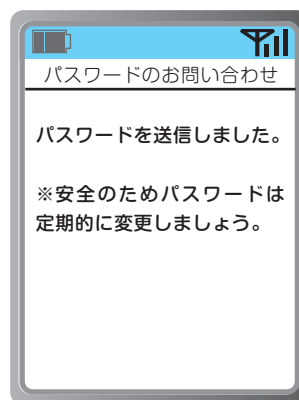 パスワードのお問い合わせ
パスワードを送信しました。
※安全のためパスワードは
定期的に変更しましょう。